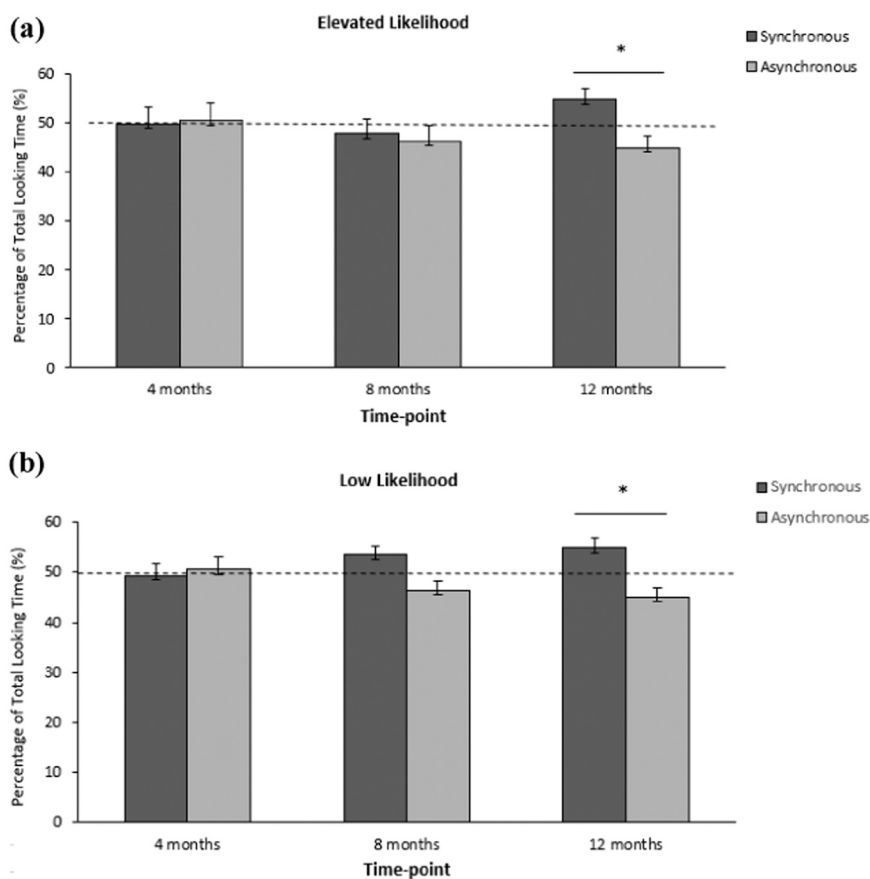 (a)
Elevated Likelihood
Synchronous
Asynchronous
*
Percentage of Total Looking Time (%)
60
50
40
30
20
10
0
4 months 8 months 12 months
Time-point
(b)
Low Likelihood
Synchronous
Asynchronous
*
Percentage of Total Looking Time (%)
60
50
40
30
20
10
0
4 months 8 months 12 months
Time-point